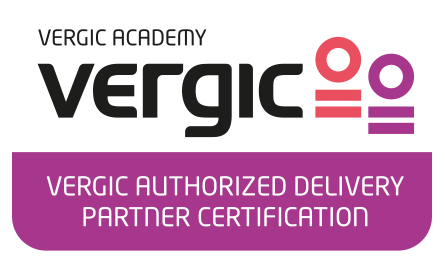 VERGIC ACADEMY
vergic
VERGIC AUTHORIZED DELIVERY
PARTNER CERTIFICATION